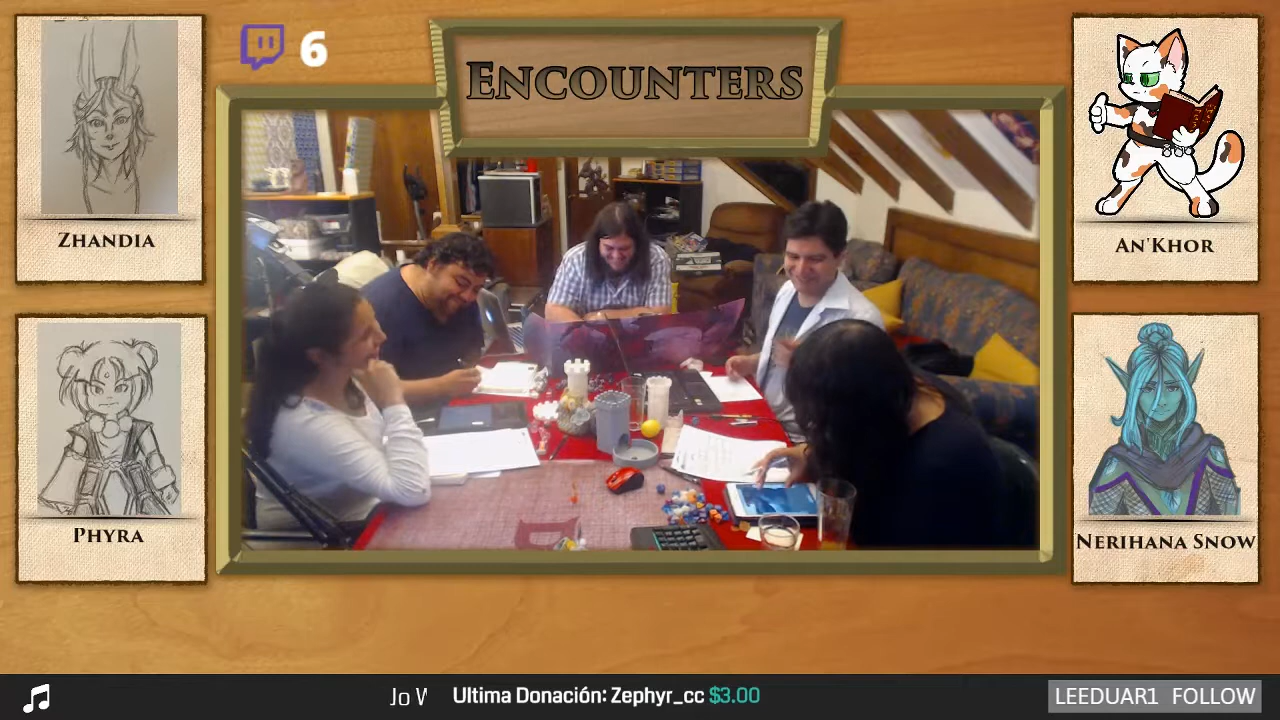 6
ENCOUNTERS
ZHANDIA
AN'KHOR
PHYRA
NERIHANA SNOW
Ultima Donación: Zephyr_cc $3.00
LEEDUAR1 FOLLOW